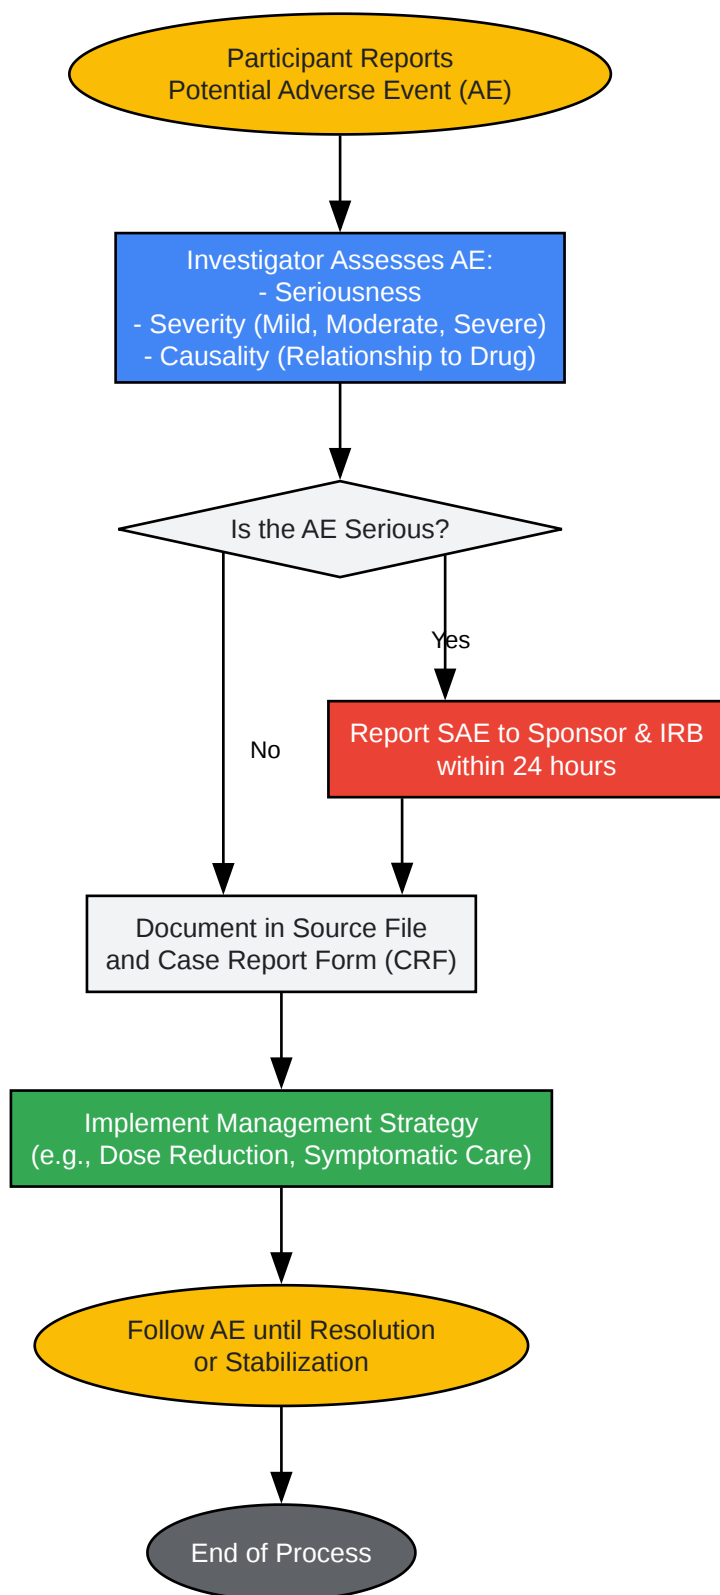 Participant Reports
Potential Adverse Event (AE)
Investigator Assesses AE:
- Seriousness
- Severity (Mild, Moderate, Severe)
- Causality (Relationship to Drug)
Is the AE Serious?
Yes
Report SAE to Sponsor & IRB
within 24 hours
No
Document in Source File
and Case Report Form (CRF)
Implement Management Strategy
(e.g., Dose Reduction, Symptomatic Care)
Follow AE until Resolution
or Stabilization
End of Process